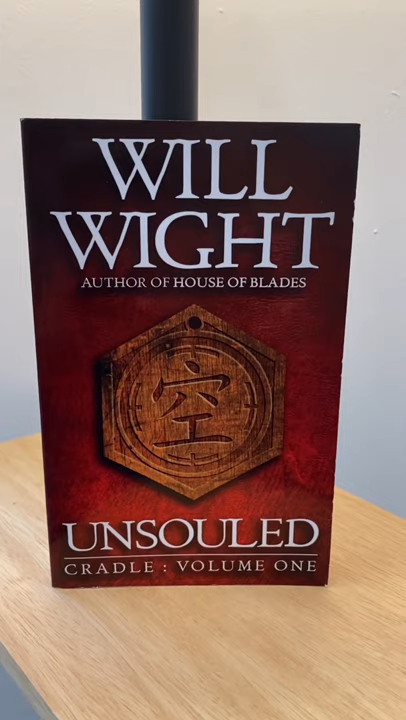 WILL
WIGHT
AUTHOR OF HOUSE OF BLADES
空
UNSOULED
CRADLE : VOLUME ONE